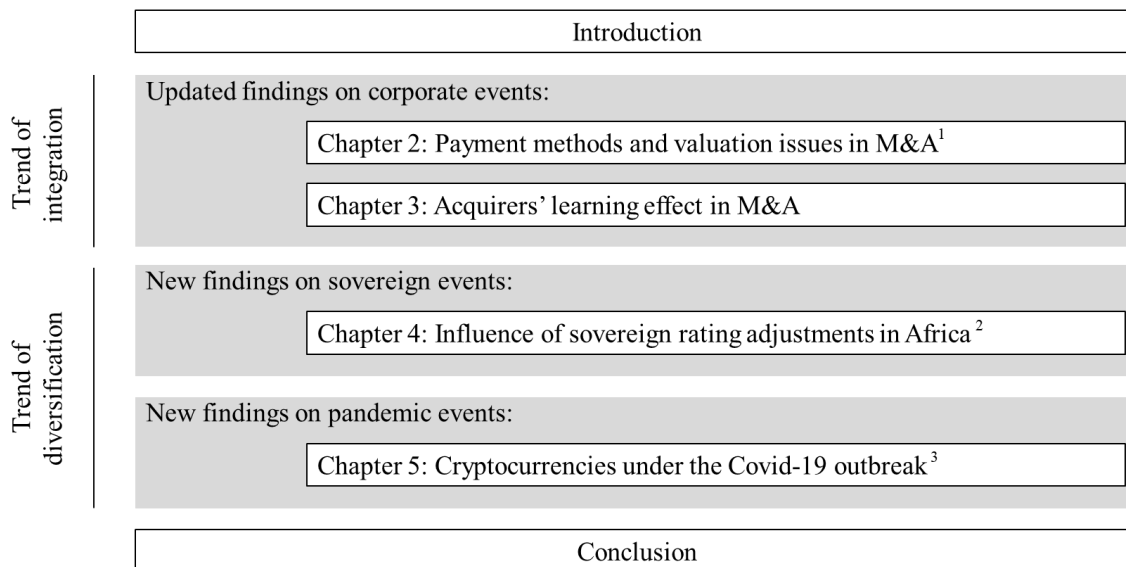 Introduction
Trend of
integration
Updated findings on corporate events:
Chapter 2: Payment methods and valuation issues in M&A¹
Chapter 3: Acquirers’ learning effect in M&A
Trend of
diversification
New findings on sovereign events:
Chapter 4: Influence of sovereign rating adjustments in Africa ²
New findings on pandemic events:
Chapter 5: Cryptocurrencies under the Covid-19 outbreak ³
Conclusion